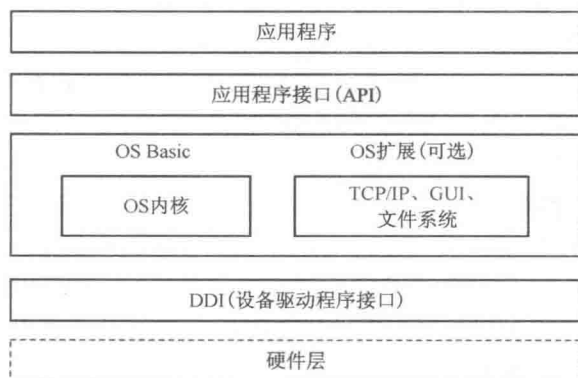 应用程序
应用程序接口(API)
OS Basic
OS扩展(可选)
OS内核
TCP/IP、GUI、
文件系统
DDI(设备驱动程序接口)
硬件层